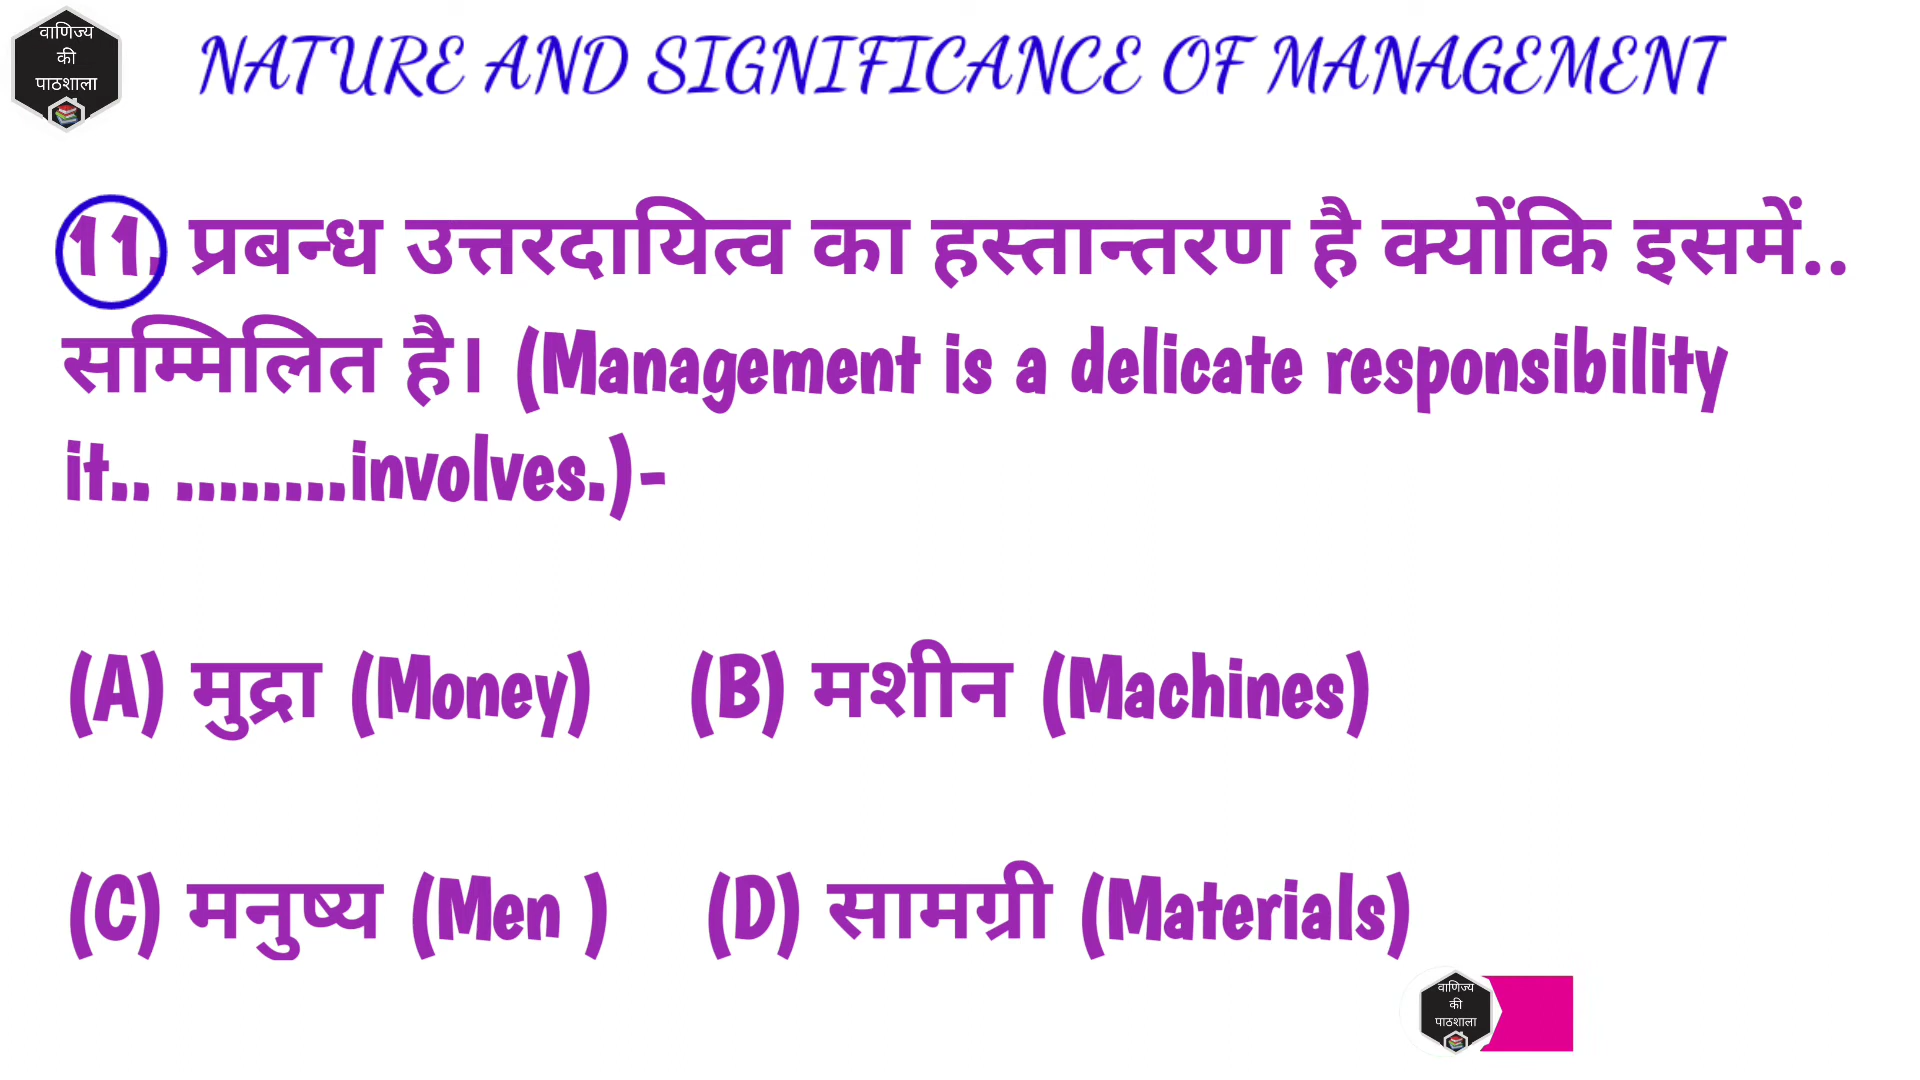 वाणिज्य
की
पाठशाला
NATURE AND SIGNIFICANCE OF MANAGEMENT
11. प्रबन्ध उत्तरदायित्व का हस्तान्तरण है क्योंकि इसमें..
सम्मिलित है। (Management is a delicate responsibility
it.. ........involves.)-
(A) मुद्रा (Money) (B) मशीन (Machines)
(C) मनुष्य (Men ) (D) सामग्री (Materials)
वाणिज्य
की
पाठशाला